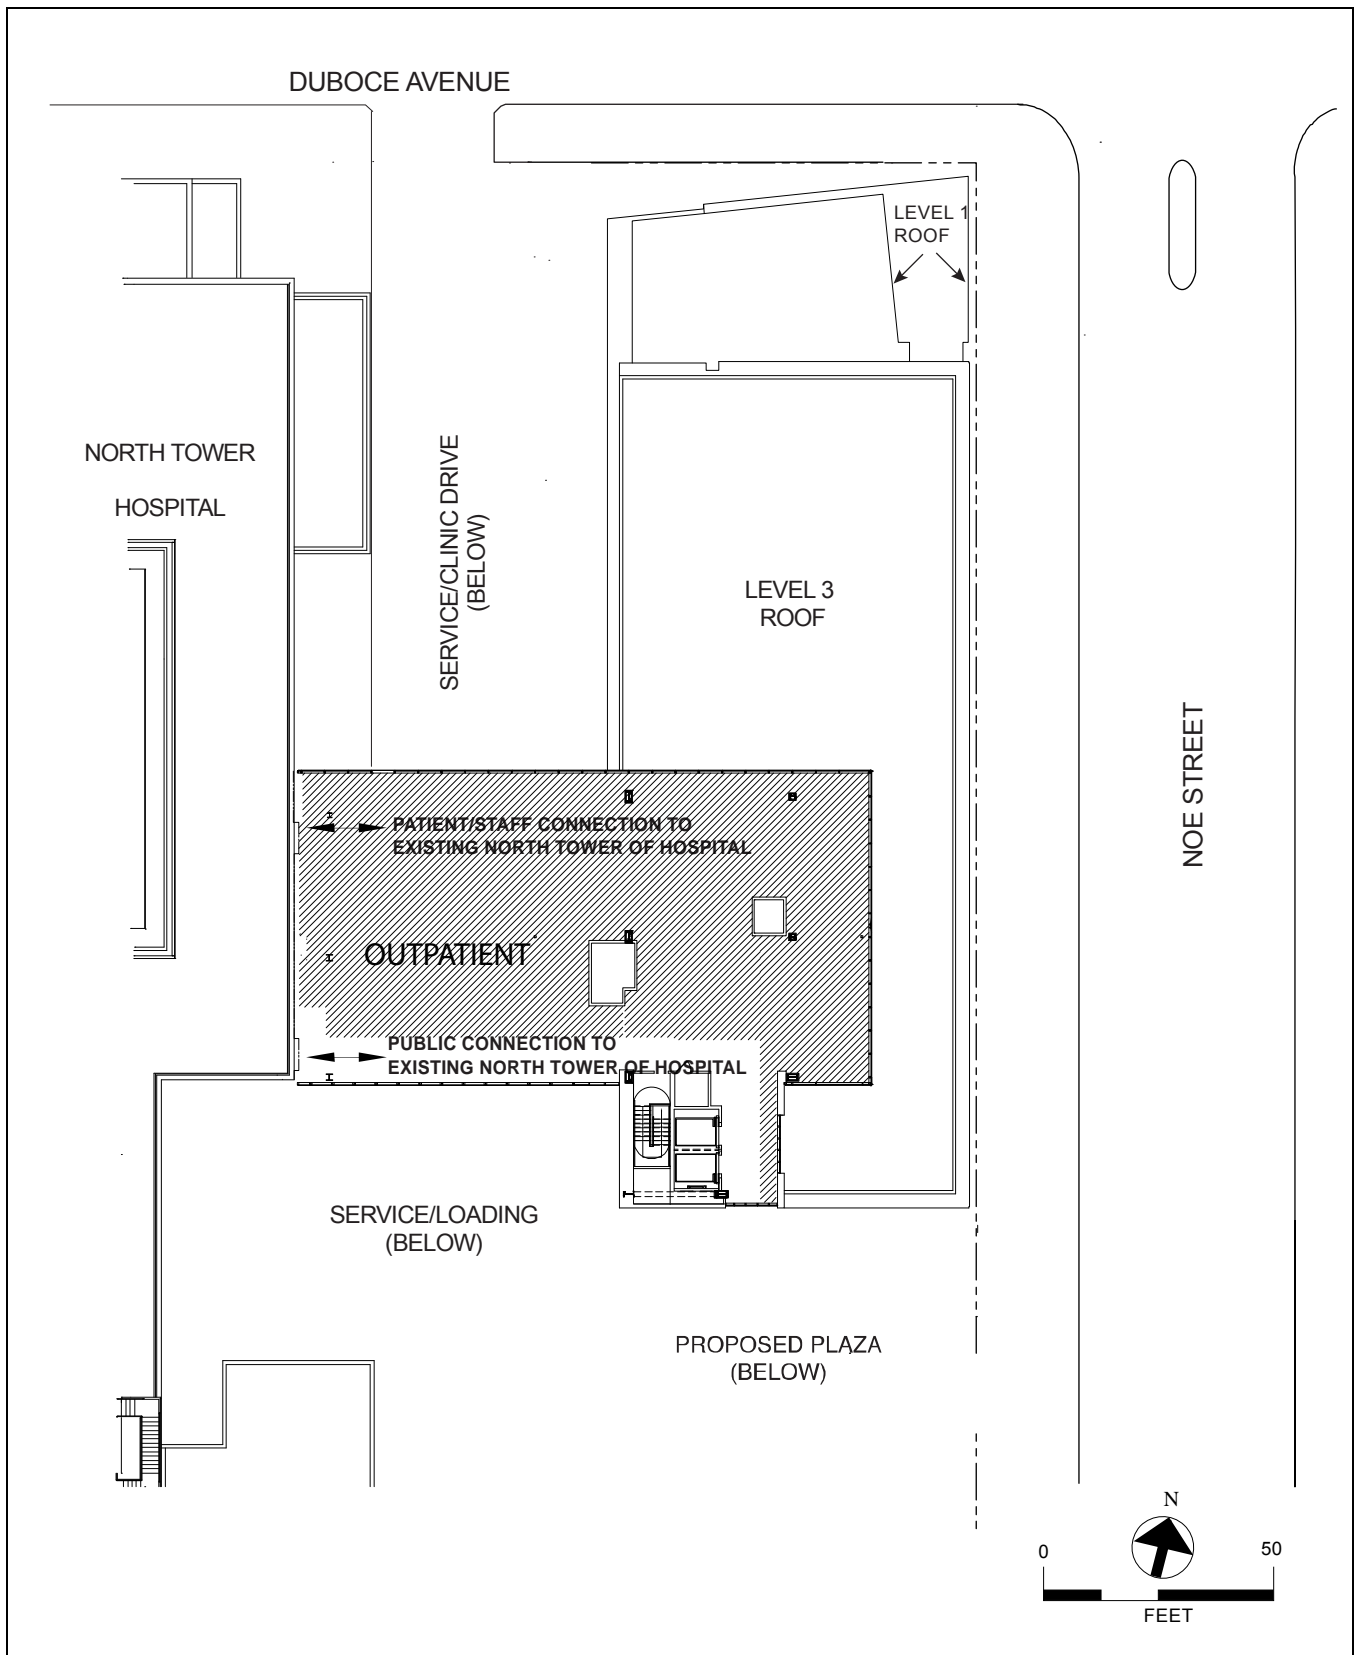 DUBOCE AVENUE
LEVEL 1
ROOF
NORTH TOWER
HOSPITAL
SERVICE/CLINIC DRIVE
(BELOW)
LEVEL 3
ROOF
NOE STREET
PATIENT/STAFF CONNECTION TO
EXISTING NORTH TOWER OF HOSPITAL
OUTPATIENT
PUBLIC CONNECTION TO
EXISTING NORTH TOWER OF HOSPITAL
SERVICE/LOADING
(BELOW)
PROPOSED PLAZA
(BELOW)
N
0
50
FEET